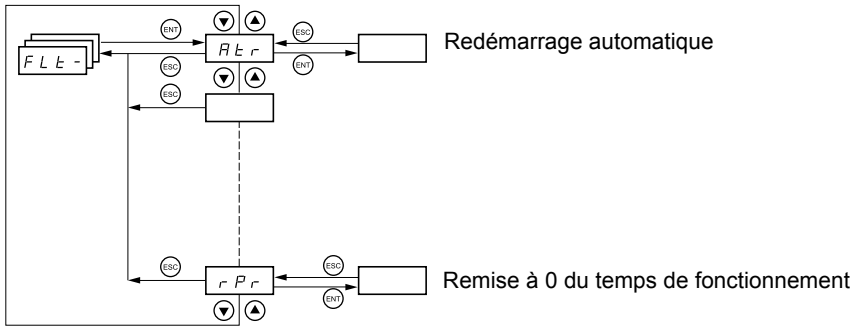 ENT
ESC
FLt-
Atr
Redémarrage automatique
ESC
ENT
ESC
ESC
rPr
ESC
ENT
Remise à 0 du temps de fonctionnement